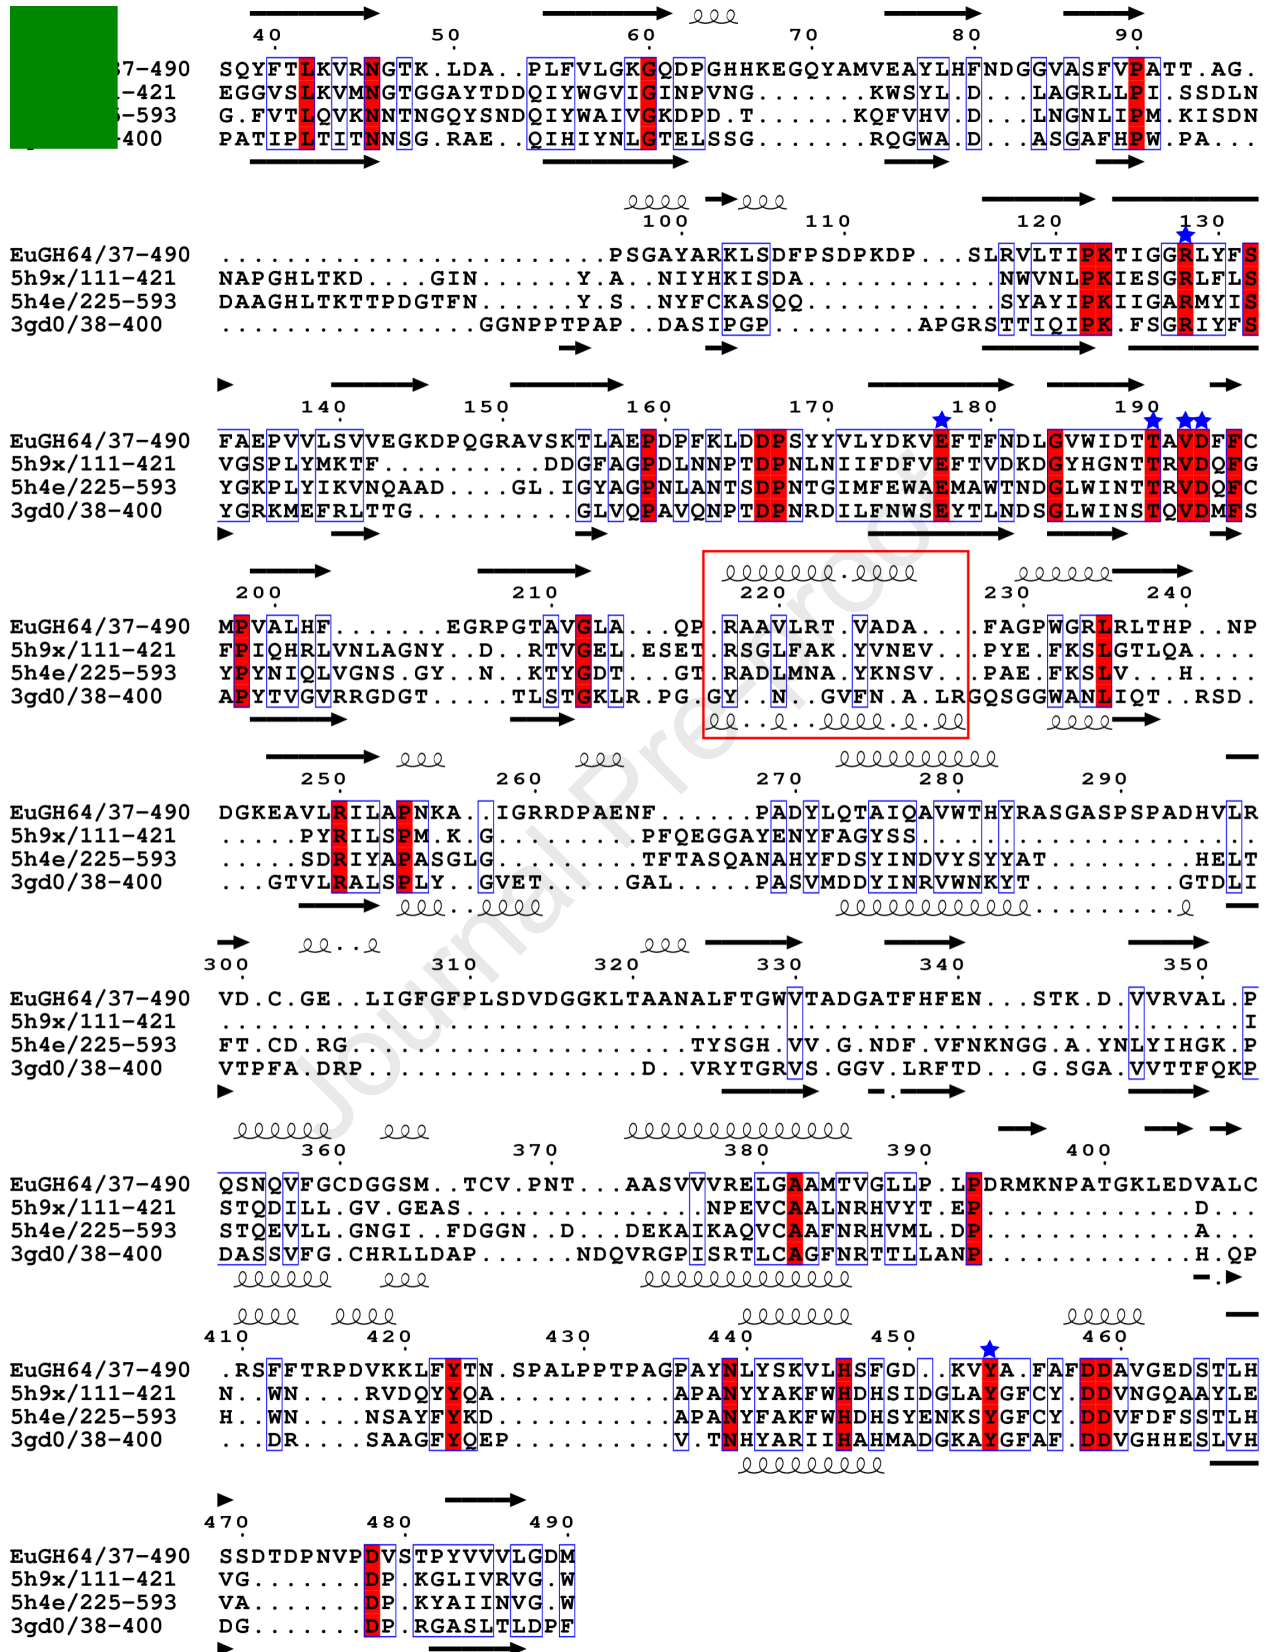 40 50 60 70 80 90
37-490 SQYFTLKVRNGTK.LDA..PLFVLGKGQDPGHHKEGQYAMVEAYLHFNDGGVASFVPATT.AG.
-421 EGGVSLKVMNGTGGAYTDDQIYWGVIGINPVNG.......KWSYL.D...LAGRLLPI.SSDLN
-593 G.FVTLQVKNNTNGQYSNDQIYWAIVGKDPD.T......KQFVHV.D...LNGNLIPM.KISDN
400 PATIPLTITNNSG.RAE..QIHIYNLGTELSSG.......RQGWA.D...ASGAFHPW.PA...
100 110 120 130
EuGH64/37-490 ........................PSGAYARKLSDFPSDPKDP...SLRVLTIPKTIGGRLYFS
5h9x/111-421 NAPGHLTKD....GIN......Y.A..NIYHKISDA............NWVNLPKIESGRLFLS
5h4e/225-593 DAAGHLTKTTPDGTFN......Y.S..NYFCKASQQ............SYAYIPKIIGARMYIS
3gd0/38-400 ................GGNPPTPAP..DASIPGP.........APGRSTTIQIPK.FSGRIYFS
140 150 160 170 180 190
EuGH64/37-490 FAEPVVLSVVEGKDPQGRAVSKTLAEPDPFKLDDPSYYVLYDKVEFTFNDLGVWIDTTAVDFFC
5h9x/111-421 VGSPLYMKTF..........DDGFAGPDLNNPTDPNLNIIFDFVEFTVDKDGYHGNTTRVDQFG
5h4e/225-593 YGKPLYIKVNQAAD....GL.IGYAGPNLANTSDPNTGIMFEWAEMAWTNDGLWINTTRVDQFC
3gd0/38-400 YGRKMEFRLTTG..........GLVQPAVQNPTDPNRDILFNWSEYTLNDSGLWINSTQVDMFS
200 210 220 230 240
EuGH64/37-490 MPVALHF.......EGRPGTAVGLA...QP.RAAVLRT.VADA....FAGPWGRLRLTHP..NP
5h9x/111-421 FPIQHRLVNLAGNY..D..RTVGEL.ESET.RSGLFAK.YVNEV...PYE.FKSLGTLQA....
5h4e/225-593 YPYNIQLVGNS.GY..N..KTYGDT...GT.RADLMNA.YKNSV...PAE.FKSLV...H....
3gd0/38-400 APYTVGVRRGDGT.....TLSTGKLR.PG.GY..N..GVFN.A.LRGQSGGWANLIQT..RSD.
250 260 270 280 290
EuGH64/37-490 DGKEAVLRILAPNKA..IGRRDPAENF......PADYLQTAIQAVWTHYRASGASPSPADHVLR
5h9x/111-421 .....PYRILSPM.K.G.........PFQEGGAYENYFAGYSS.....................
5h4e/225-593 .....SDRIYAPASGLG.........TFTASQANAHYFDSYINDVYSYYAT.........HELT
3gd0/38-400 ...GTVLRALSPLY..GVET.....GAL.....PASVMDDYINRVWNKYT..........GTDLI
300 310 320 330 340 350
EuGH64/37-490 VD.C.GE..LIGFGFPLSDVDGGKLTAANALFTGWVTADGATFHFEN...STK.D.VVRVAL.P
5h9x/111-421 ...............................................................I
5h4e/225-593 FT.CD.RG.....................TYSGH.VV.G.NDF.VFNKNGG.A.YNLYIHGK.P
3gd0/38-400 VTPFA.DRP.................D..VRYTGRVS.GGV.LRFTD...G.SGA.VVTTFQKP
360 370 380 390 400
EuGH64/37-490 QSNQVFGCDGGSM..TCV.PNT...AASVVVVRELGAAMTVGLLP.LPDRMKNPATGKLEDVALC
5h9x/111-421 STQDILL.GV.GEAS...............NPEVCAALNRHVYT.EP.............D...
5h4e/225-593 STQEVLL.GNGI..FDGGN..D...DEKAIKAQVCAAFNRHVML.DP.............A...
3gd0/38-400 DASSVFG.CHRLLDAP......NDQVRGPISRTLCAGFNRTTLLANP.............H.QP
410 420 430 440 450 460
EuGH64/37-490 .RSFFTRPDVKKLFYTN.SPALPPTPAGPAYNLYSKVLHSFGD..KVYA.FAFDDAVGEDSTLH
5h9x/111-421 N..WN....RVDQYYQA...........APANYYAKFWHDHSIDGLAYGFCY.DDVNGQAAYLE
5h4e/225-593 H..WN....NSAYFYKD...........APANYFAKFWHDHSYENKSYGFCY.DDVFDFSSTLH
3gd0/38-400 ...DR....SAAGFYQEP..........V.TNHYARIIHAHMADGKAYGFAF.DDVGHHESLVH
470 480 490
EuGH64/37-490 SSDTDPNVPDVSTPYVVVLGDM
5h9x/111-421 VG.......DP.KGLIVRVG.W
5h4e/225-593 VA.......DP.KYAIINVG.W
3gd0/38-400 DG.......DP.RGASLTLDPF
Journal Pre-proof